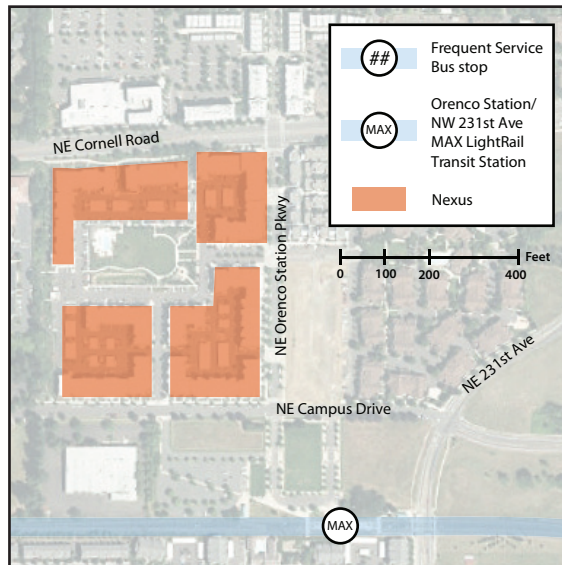 ##
Frequent Service
Bus stop
MAX
Orenco Station/
NW 231st Ave
MAX LightRail
Transit Station
Nexus
NE Cornell Road
NE Orenco Station Pkwy
Feet
0 100 200 400
NE 231st Ave
NE Campus Drive
MAX